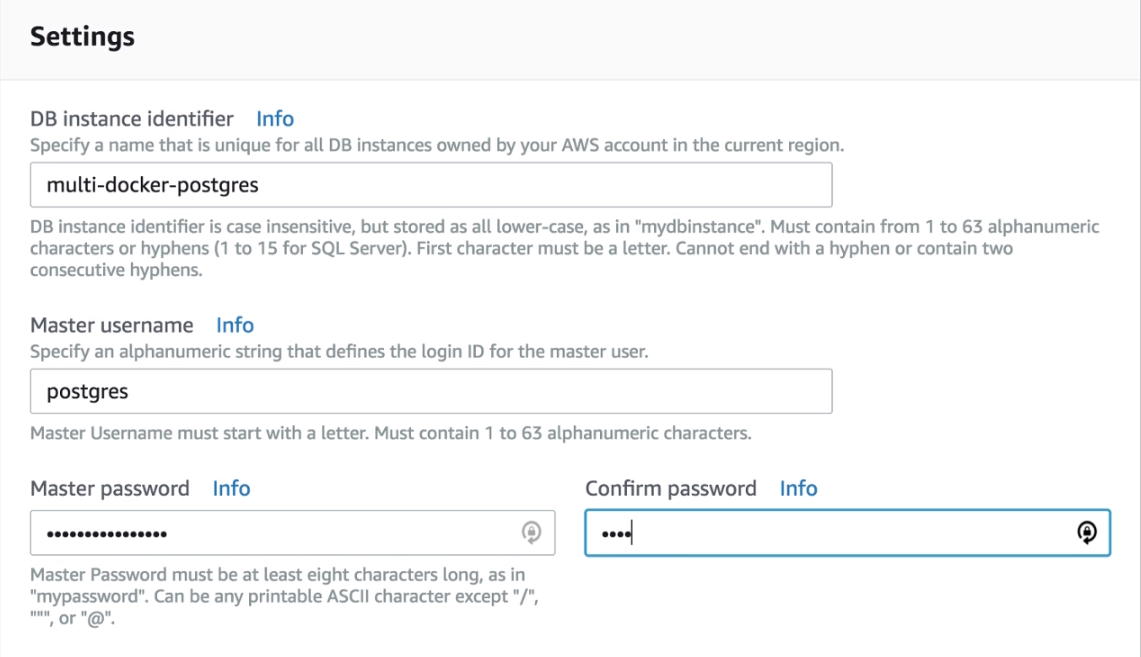 Settings
DB instance identifier Info
Specify a name that is unique for all DB instances owned by your AWS account in the current region.
multi-docker-postgres
DB instance identifier is case insensitive, but stored as all lower-case, as in "mydbinstance". Must contain from 1 to 63 alphanumeric
characters or hyphens (1 to 15 for SQL Server). First character must be a letter. Cannot end with a hyphen or contain two
consecutive hyphens.
Master username Info
Specify an alphanumeric string that defines the login ID for the master user.
postgres
Master Username must start with a letter. Must contain 1 to 63 alphanumeric characters.
Master password Info Confirm password Info
•••••••••••••••• ••••
Master Password must be at least eight characters long, as in
"mypassword". Can be any printable ASCII character except "/",
""", or "@".